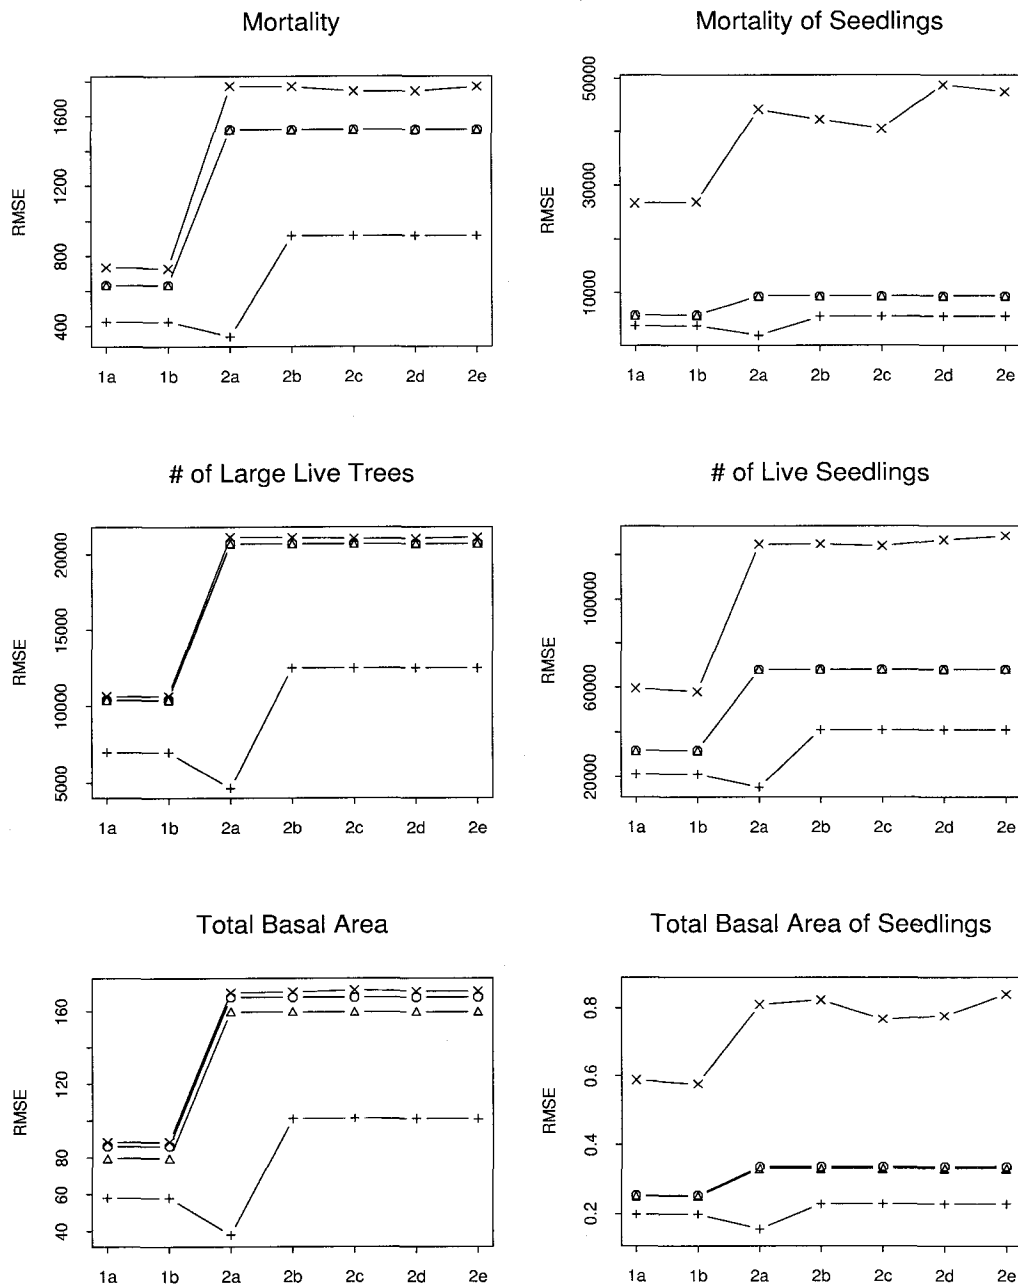 Mortality
RMSE
1600
1200
800
400
1a 1b 2a 2b 2c 2d 2e
Mortality of Seedlings
RMSE
50000
30000
10000
1a 1b 2a 2b 2c 2d 2e
# of Large Live Trees
RMSE
20000
15000
10000
5000
1a 1b 2a 2b 2c 2d 2e
# of Live Seedlings
RMSE
100000
60000
20000
1a 1b 2a 2b 2c 2d 2e
Total Basal Area
RMSE
160
120
80
60
40
1a 1b 2a 2b 2c 2d 2e
Total Basal Area of Seedlings
RMSE
0.8
0.6
0.4
0.2
1a 1b 2a 2b 2c 2d 2e